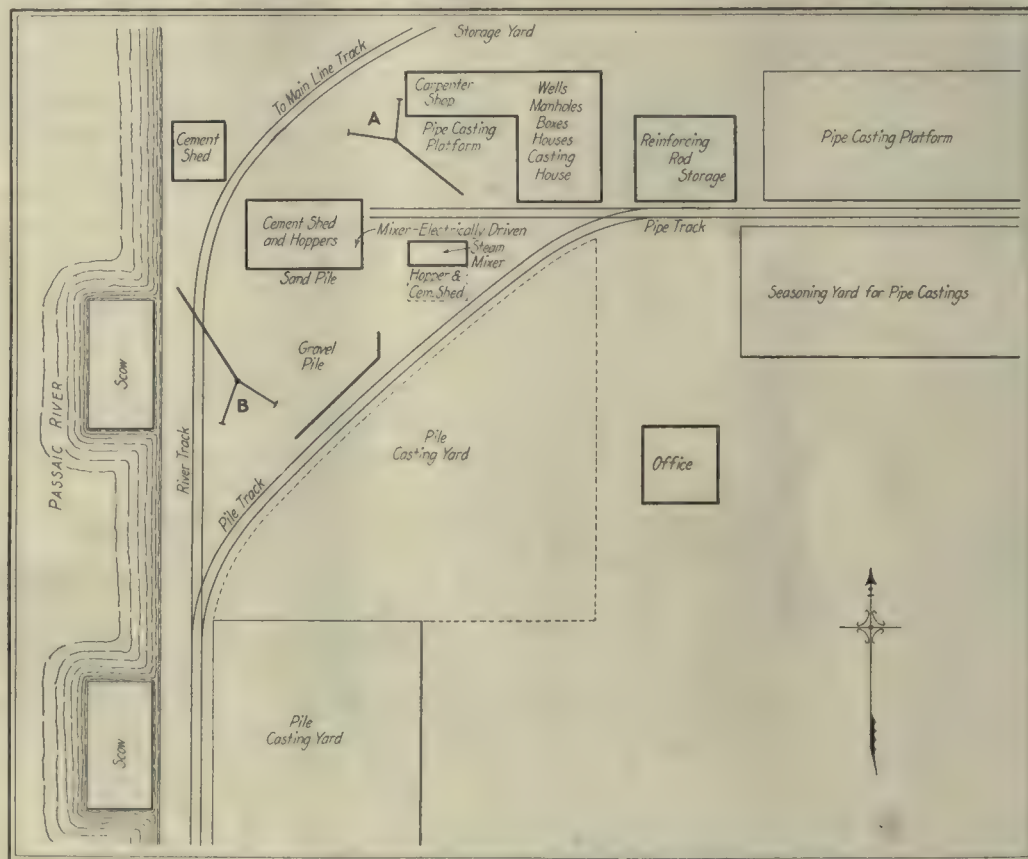 Storage Yard
To Main Line Track
Carpenter
Shop
Wells
Manholes
Boxes
Houses
Casting
House
A
Pipe Casting
Platform
Cement
Shed
Reinforcing
Rod
Storage
Pipe Casting Platform
Cement Shed
and Hoppers
Mixer-Electrically Driven
Steam
Mixer
Pipe Track
Sand Pile
Hopper &
Cem. Shed
Seasoning Yard for Pipe Castings
Gravel
Pile
Scow
PASSAIC RIVER
B
River Track
Pile Track
Pile
Casting Yard
Office
Scow
Pile
Casting Yard